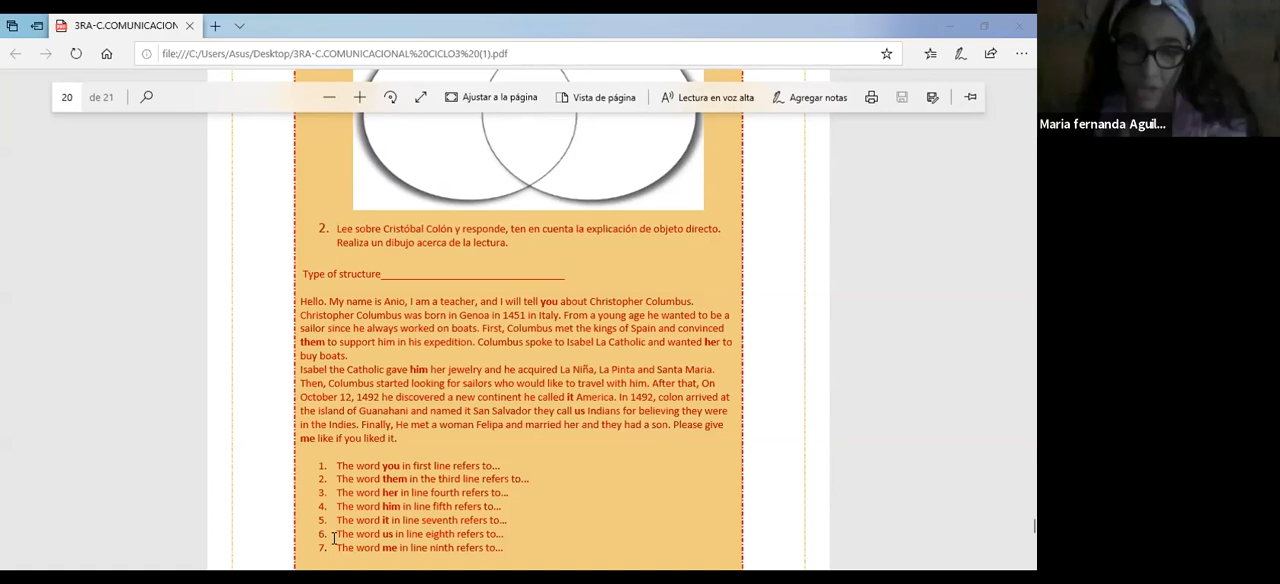 3RA-C.COMUNICACION
file:///C:/Users/Asus/Desktop/3RA-C.COMUNICACIONAL%20CICLO3%20(1).pdf
20 de 21
Ajustar a la página
Vista de página
Lectura en voz alta
Agregar notas
Maria fernanda Aguil...
2. Lee sobre Cristóbal Colón y responde, ten en cuenta la explicación de objeto directo.
Realiza un dibujo acerca de la lectura.
Type of structure______________________________
Hello. My name is Anio, I am a teacher, and I will tell you about Christopher Columbus.
Christopher Columbus was born in Genoa in 1451 in Italy. From a young age he wanted to be a
sailor since he always worked on boats. First, Columbus met the kings of Spain and convinced
them to support him in his expedition. Columbus spoke to Isabel La Catholic and wanted her to
buy boats.
Isabel the Catholic gave him her jewelry and he acquired La Niña, La Pinta and Santa Maria.
Then, Columbus started looking for sailors who would like to travel with him. After that, On
October 12, 1492 he discovered a new continent he called it America. In 1492, colon arrived at
the island of Guanahani and named it San Salvador they call us Indians for believing they were
in the Indies. Finally, He met a woman Felipa and married her and they had a son. Please give
me like if you liked it.
1. The word you in first line refers to...
2. The word them in the third line refers to...
3. The word her in line fourth refers to...
4. The word him in line fifth refers to...
5. The word it in line seventh refers to...
6. The word us in line eighth refers to...
7. The word me in line ninth refers to...